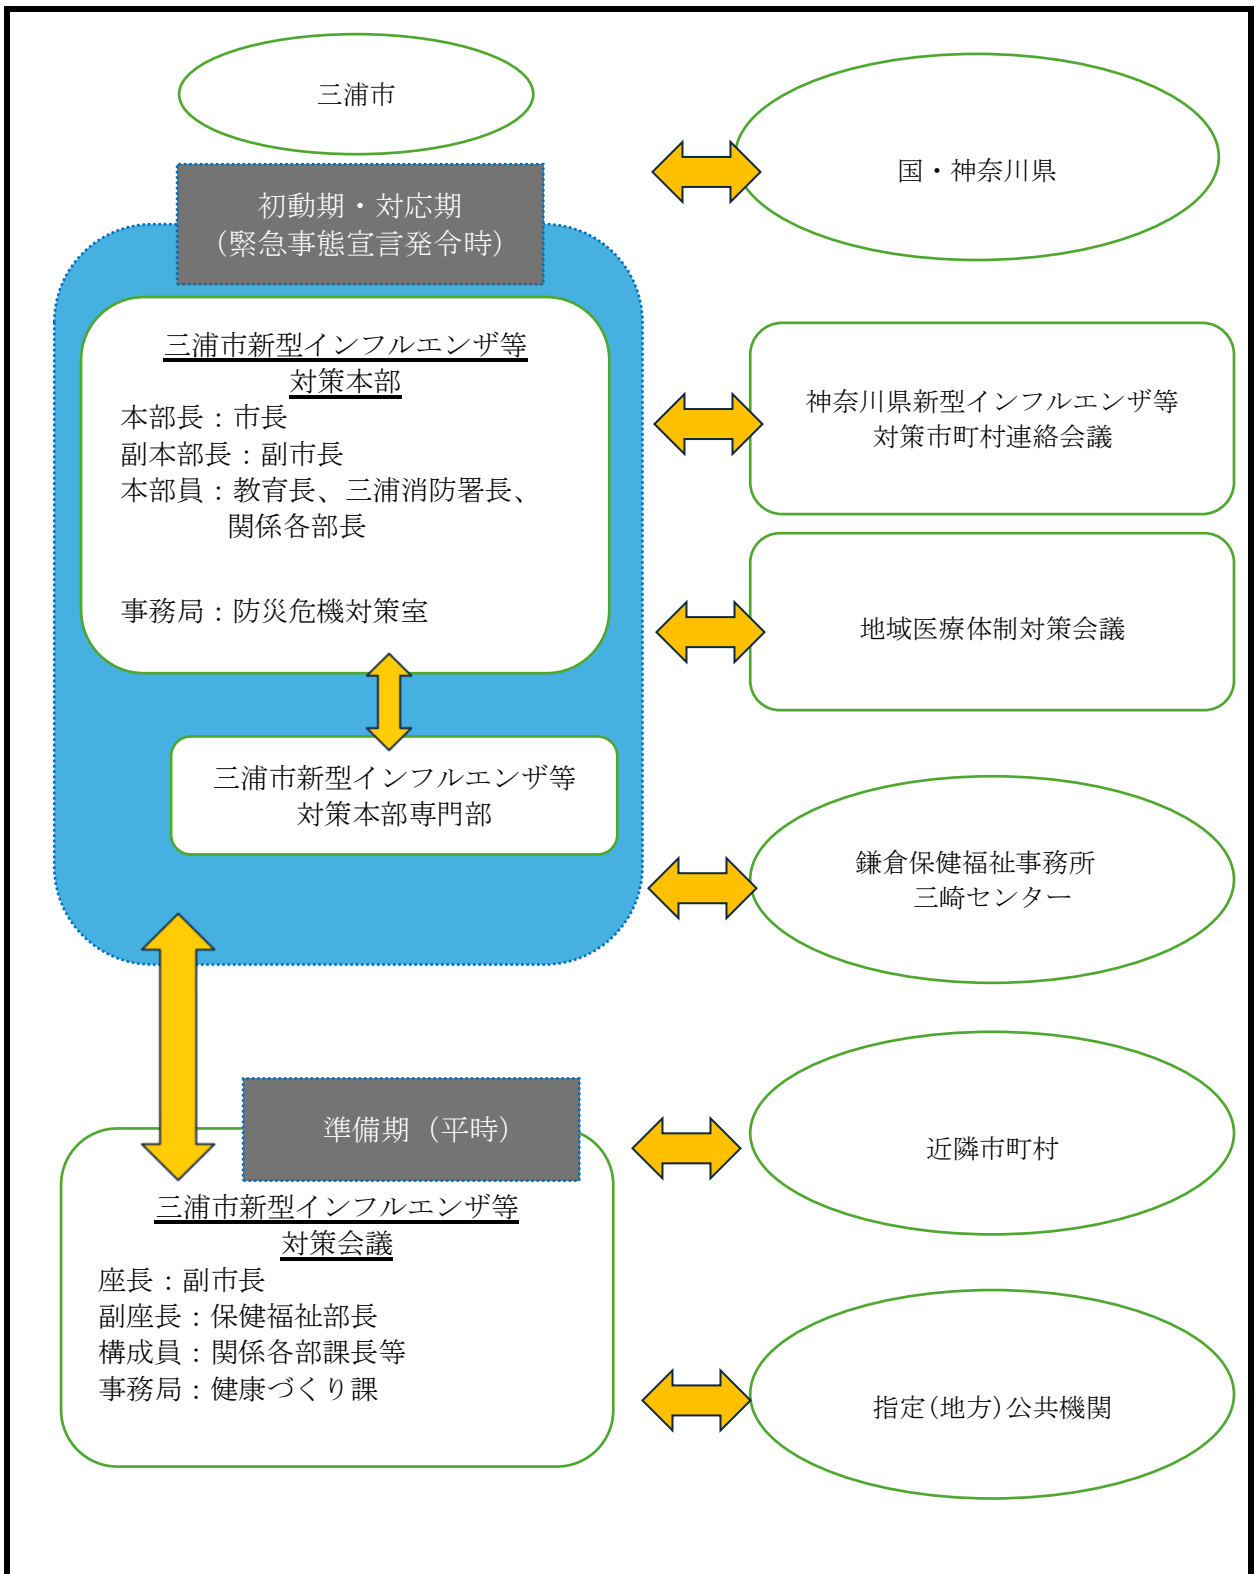 三浦市
初動期・対応期
（緊急事態宣言発令時）
三浦市新型インフルエンザ等
対策本部
本部長：市長
副本部長：副市長
本部員：教育長、三浦消防署長、
関係各部長
事務局：防災危機対策室
三浦市新型インフルエンザ等
対策本部専門部
準備期（平時）
三浦市新型インフルエンザ等
対策会議
座長：副市長
副座長：保健福祉部長
構成員：関係各部課長等
事務局：健康づくり課
国・神奈川県
神奈川県新型インフルエンザ等
対策市町村連絡会議
地域医療体制対策会議
鎌倉保健福祉事務所
三崎センター
近隣市町村
指定（地方）公共機関